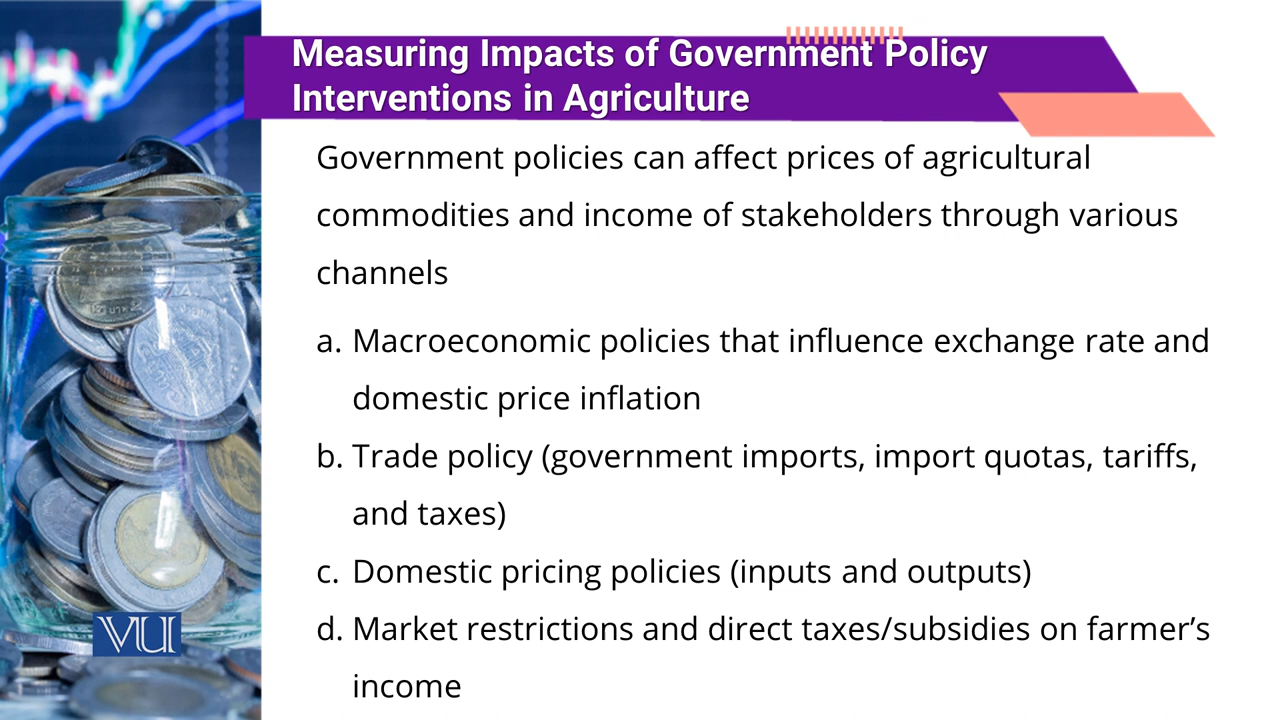 Measuring Impacts of Government Policy
Interventions in Agriculture
Government policies can affect prices of agricultural
commodities and income of stakeholders through various
channels
a. Macroeconomic policies that influence exchange rate and
domestic price inflation
b. Trade policy (government imports, import quotas, tariffs,
and taxes)
c. Domestic pricing policies (inputs and outputs)
d. Market restrictions and direct taxes/subsidies on farmer’s
income
VU